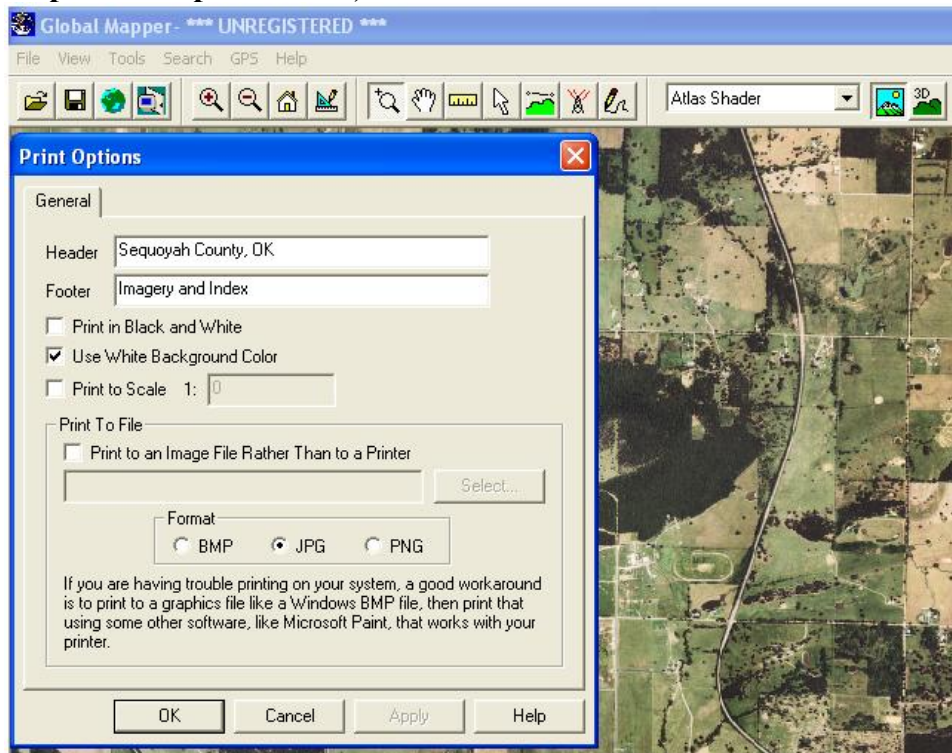 Global Mapper - *** UNREGISTERED ***
File View Tools Search GPS Help
Atlas Shader 3D
Print Options
General
Header Sequoyah County, OK
Footer Imagery and Index
Print in Black and White
Use White Background Color
Print to Scale 1: 0
Print To File
Print to an Image File Rather Than to a Printer
Select...
Format
BMP JPG PNG
If you are having trouble printing on your system, a good workaround
is to print to a graphics file like a Windows BMP file, then print that
using some other software, like Microsoft Paint, that works with your
printer.
OK Cancel Apply Help